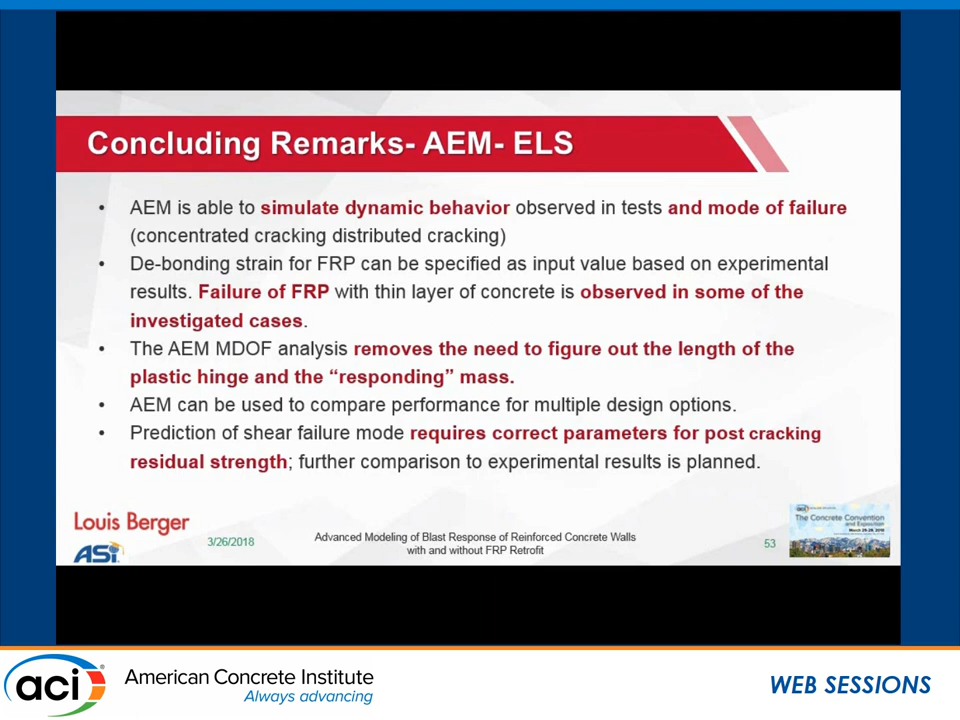 Concluding Remarks- AEM- ELS
• AEM is able to simulate dynamic behavior observed in tests and mode of failure
(concentrated cracking distributed cracking)
• De-bonding strain for FRP can be specified as input value based on experimental
results. Failure of FRP with thin layer of concrete is observed in some of the
investigated cases.
• The AEM MDOF analysis removes the need to figure out the length of the
plastic hinge and the “responding” mass.
• AEM can be used to compare performance for multiple design options.
• Prediction of shear failure mode requires correct parameters for post cracking
residual strength; further comparison to experimental results is planned.
Louis Berger
ASI
3/26/2018
Advanced Modeling of Blast Response of Reinforced Concrete Walls
with and without FRP Retrofit
53
aci
The Concrete Convention
and Exposition
aci
American Concrete Institute
Always advancing
WEB SESSIONS